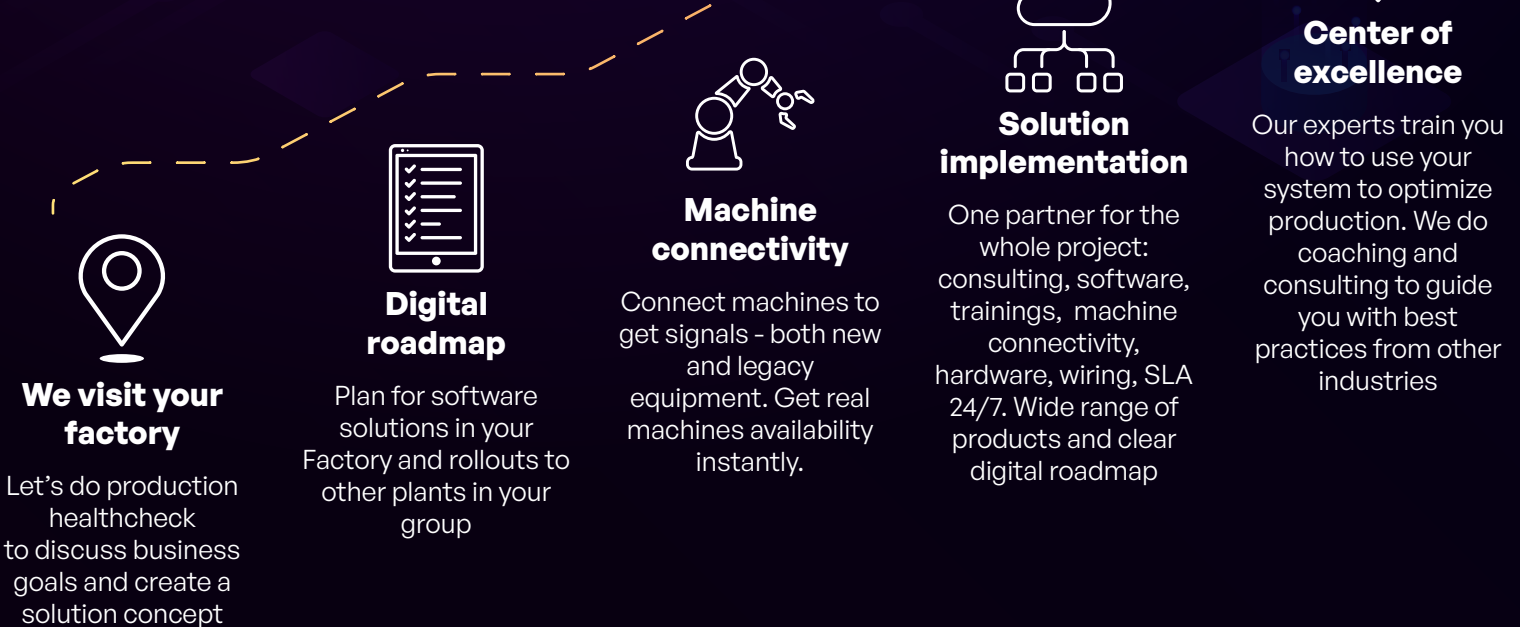 We visit your
factory
Let’s do production
healthcheck
to discuss business
goals and create a
solution concept
Digital
roadmap
Plan for software
solutions in your
Factory and rollouts to
other plants in your
group
Machine
connectivity
Connect machines to
get signals - both new
and legacy
equipment. Get real
machines availability
instantly.
Solution
implementation
One partner for the
whole project:
consulting, software,
trainings,  machine
connectivity,
hardware, wiring, SLA
24/7. Wide range of
products and clear
digital roadmap
Center of
excellence
Our experts train you
how to use your
system to optimize
production. We do
coaching and
consulting to guide
you with best
practices from other
industries